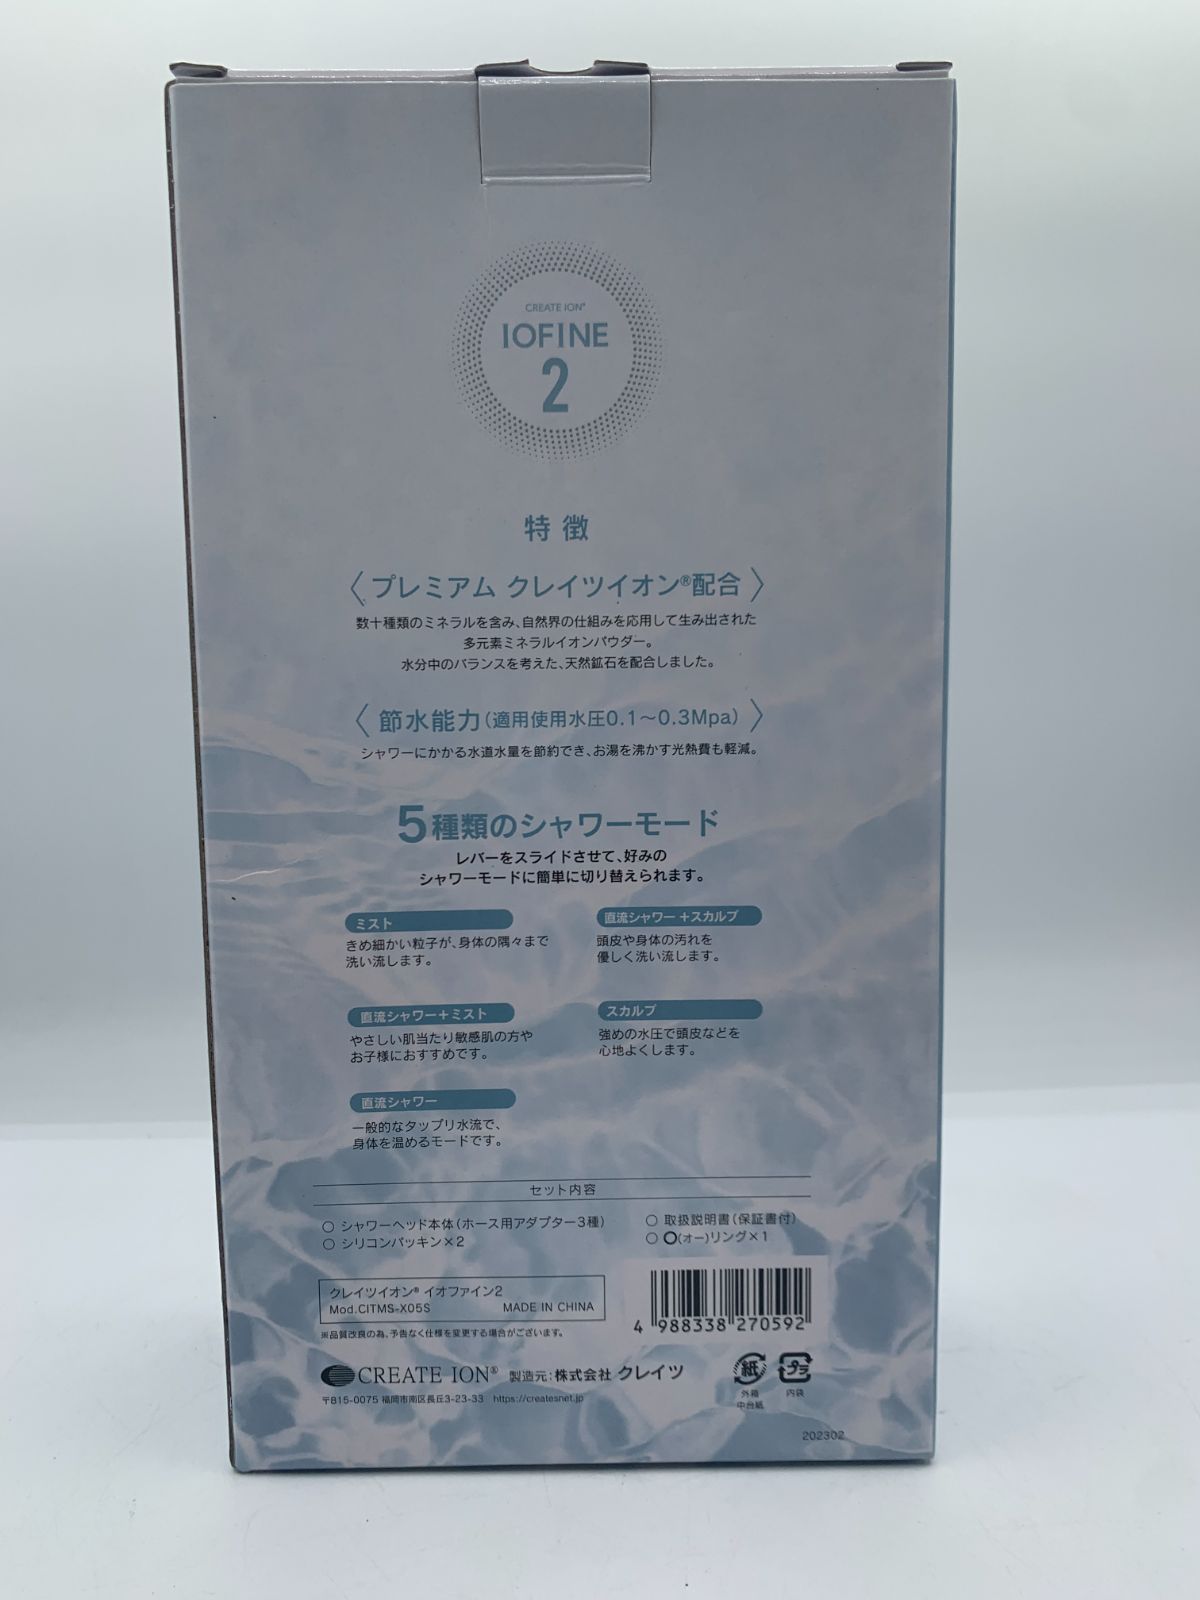 CREATE ION®
IOFINE
2
特徴
〈プレミアム クレイツイオン®配合〉
数十種類のミネラルを含み、自然界の仕組みを応用して生み出された
多元素ミネラルイオンパウダー。
水分中のバランスを考えた、天然鉱石を配合しました。
〈節水能力(適用使用水圧0.1～0.3Mpa)〉
シャワーにかかる水道水量を節約でき、お湯を沸かす光熱費も軽減。
5種類のシャワーモード
レバーをスライドさせて、好みの
シャワーモードに簡単に切り替えられます。
ミスト
きめ細かい粒子が、身体の隅々まで
洗い流します。
直流シャワー+ミスト
やさしい肌当たり敏感肌の方や
お子様におすすめです。
直流シャワー
一般的なタップリ水流で、
身体を温めるモードです。
直流シャワー+スカルプ
頭皮や身体の汚れを
優しく洗い流します。
スカルプ
強めの水圧で頭皮などを
心地よくします。
セット内容
○ シャワーヘッド本体(ホース用アダプター3種)
○ シリコンパッキン×2
○ 取扱説明書(保証書付)
○ O(オー)リング×1
クレイツイオン® イオファイン2
Mod.CITMS-X05S MADE IN CHINA
※品質改良の為、予告なく仕様を変更する場合がございます。
4 988338 270592
CREATE ION® 製造元:株式会社 クレイツ
〒815-0075 福岡市南区長丘3-23-33 https://createsnet.jp
紙
外箱
中台紙
プラ
内袋
202302